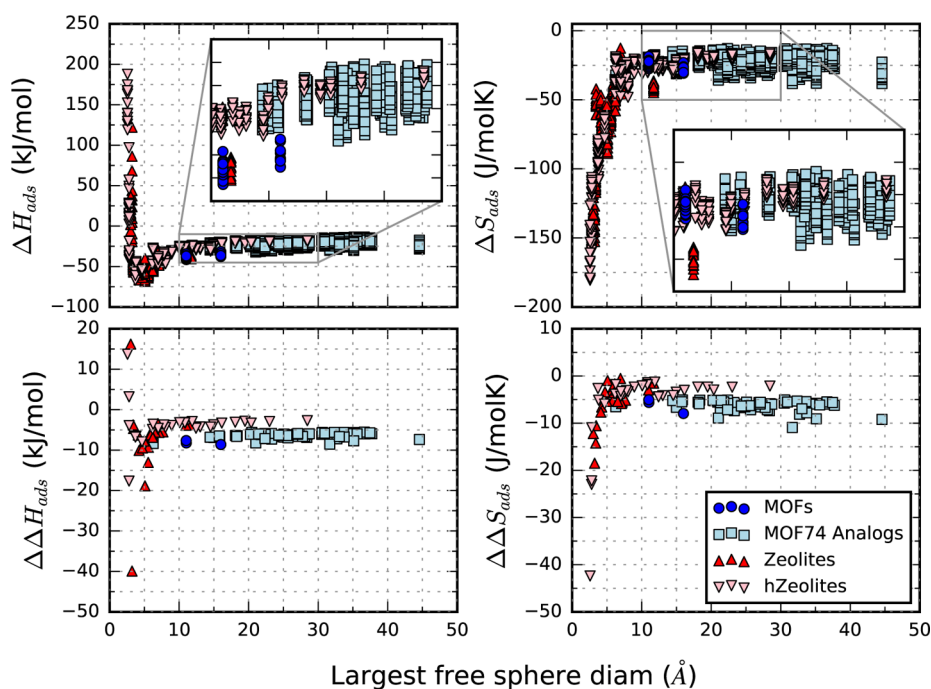 250
200
150
100
50
0
−50
−100
ΔH_ads (kJ/mol)
0
−50
−100
−150
−200
ΔS_ads (J/molK)
20
10
0
−10
−20
−30
−40
−50
ΔΔH_ads (kJ/mol)
0 10 20 30 40 50
10
0
−10
−20
−30
−40
−50
ΔΔS_ads (J/molK)
0 10 20 30 40 50
MOFs
MOF74 Analogs
Zeolites
hZeolites
Largest free sphere diam (Å)